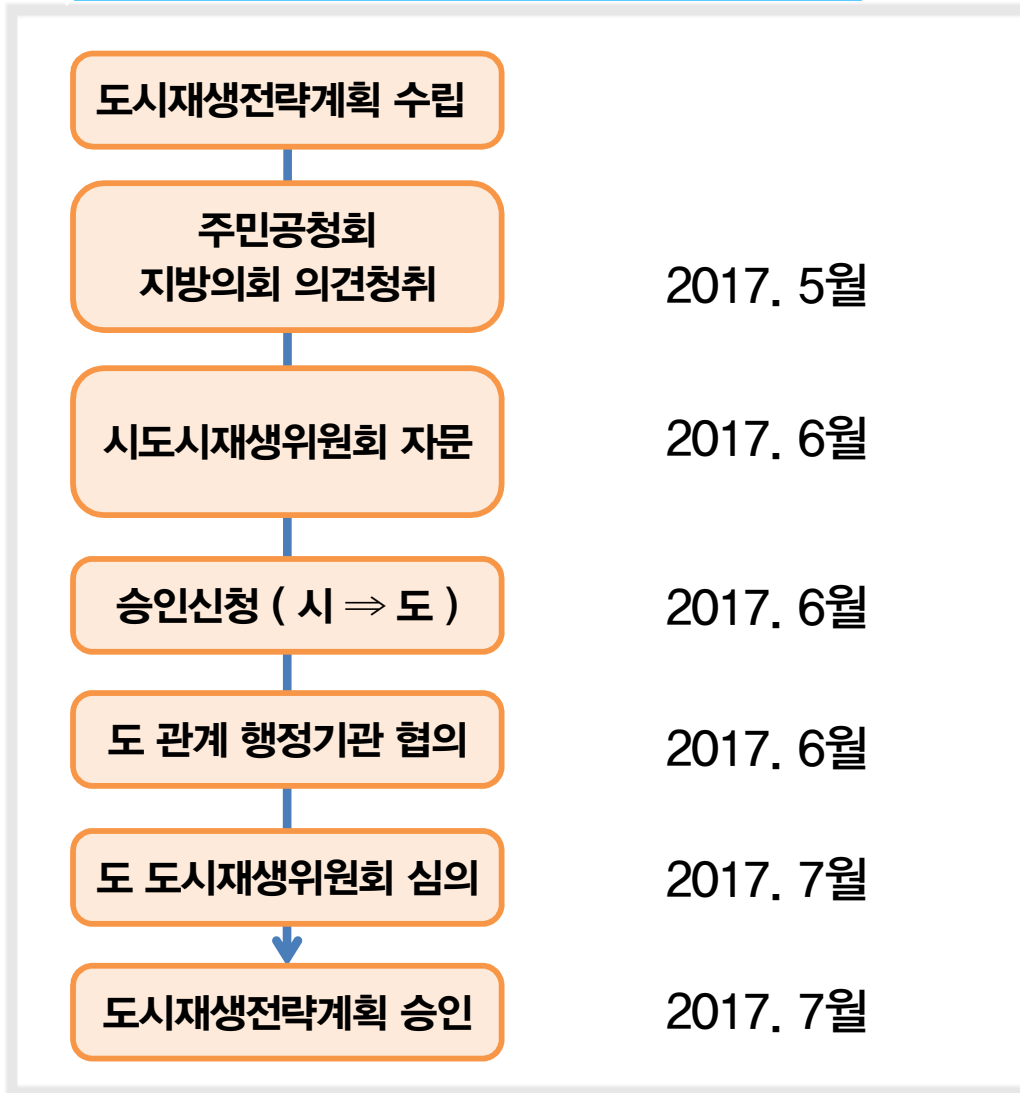 도시재생전략계획 수립
주민공청회
지방의회 의견청취
2017. 5월
시도시재생위원회 자문
2017. 6월
승인신청 ( 시 ⇒ 도 )
2017. 6월
도 관계 행정기관 협의
2017. 6월
도 도시재생위원회 심의
2017. 7월
도시재생전략계획 승인
2017. 7월